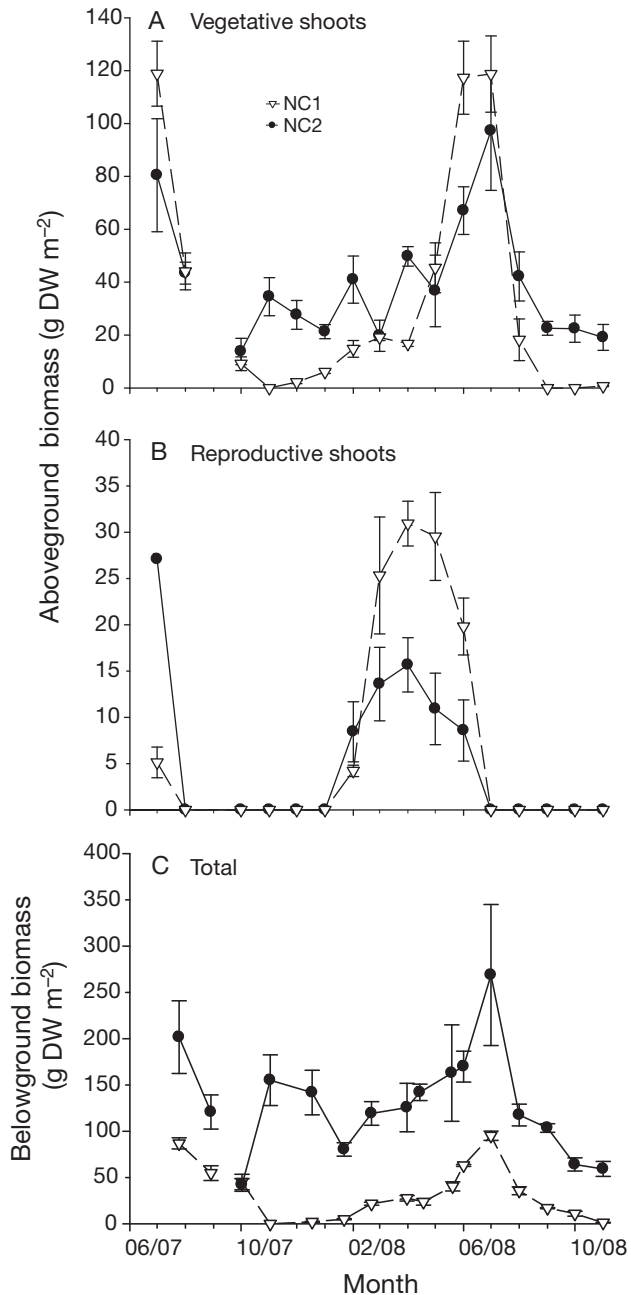 A Vegetative shoots
140
120
100
80
60
40
20
0
NC1
NC2
Aboveground biomass (g DW m⁻²)
B Reproductive shoots
40
35
30
25
20
15
10
5
0
C Total
400
350
300
250
200
150
100
50
0
Belowground biomass
(g DW m⁻²)
06/07 10/07 02/08 06/08 10/08
Month